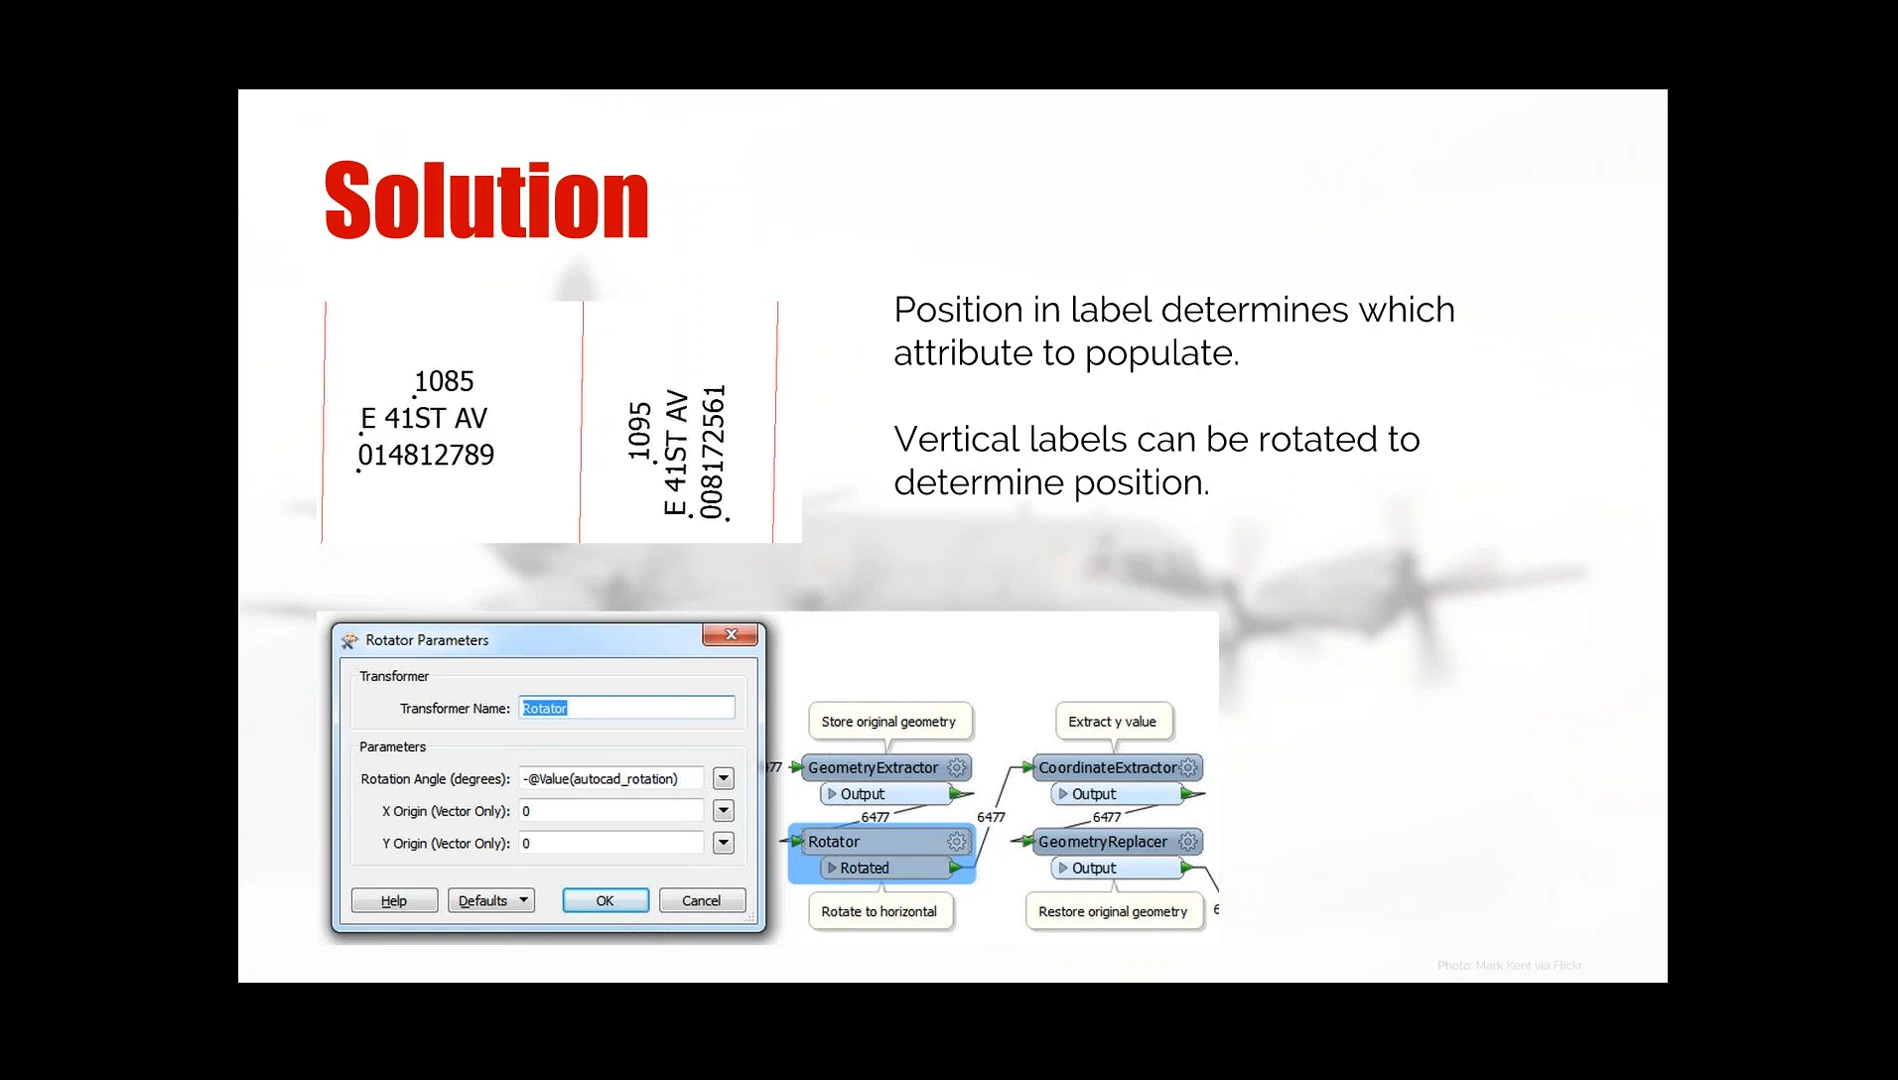 Solution
1085
E 41ST AV
014812789
1095
E 41ST AV
008172561
Position in label determines which
attribute to populate.
Vertical labels can be rotated to
determine position.
Rotator Parameters
Transformer
Transformer Name: Rotator
Parameters
Rotation Angle (degrees): -@Value(autocad_rotation)
X Origin (Vector Only): 0
Y Origin (Vector Only): 0
Help Defaults OK Cancel
Store original geometry Extract y value
77 GeometryExtractor CoordinateExtractor
Output Output
6477 6477 6477
Rotator GeometryReplacer
Rotated Output
Rotate to horizontal Restore original geometry 6
Photo: Mark Kent via Flickr